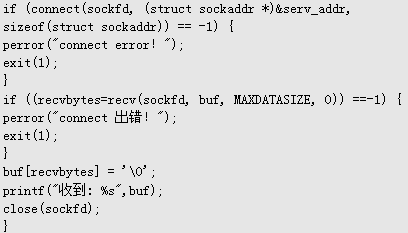 if (connect(sockfd, (struct sockaddr *)&serv_addr,
sizeof(struct sockaddr)) == -1) {
perror("connect error! ");
exit(1);
}
if ((recvbytes=recv(sockfd, buf, MAXDATASIZE, 0)) ==-1) {
perror("connect 出错! ");
exit(1);
}
buf[recvbytes] = '\0';
printf("收到: %s",buf);
close(sockfd);
}